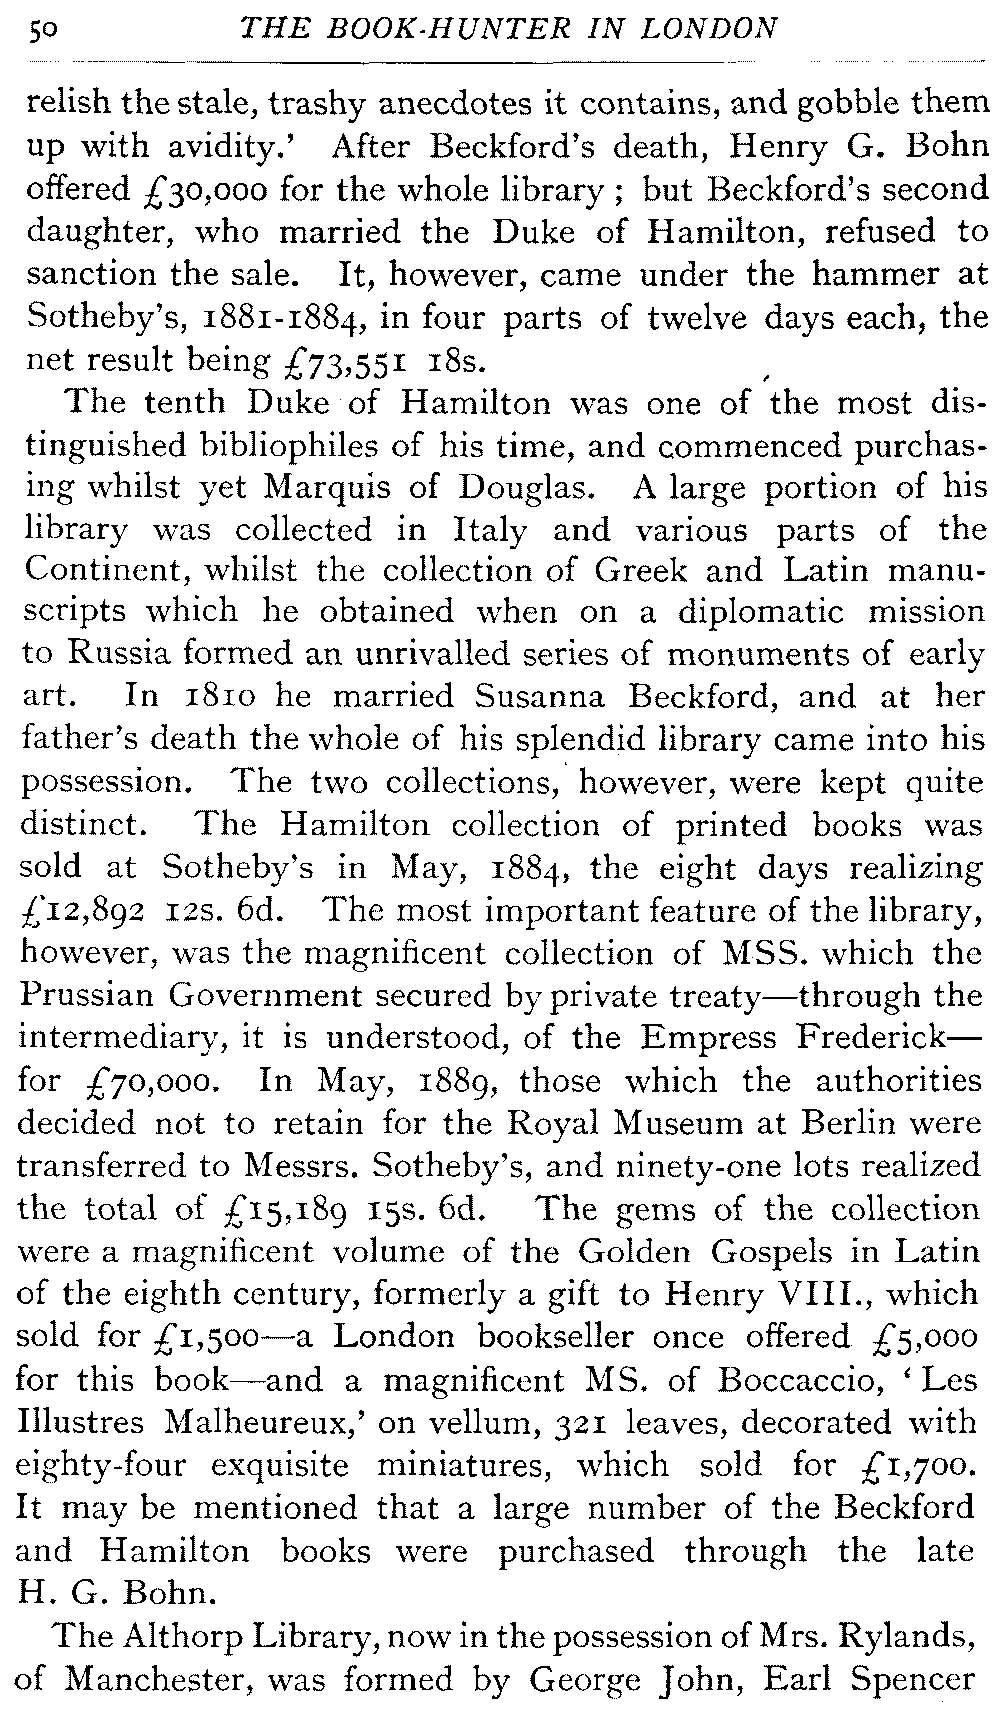 50 THE BOOK-HUNTER IN LONDON
relish the stale, trashy anecdotes it contains, and gobble them
up with avidity.’ After Beckford’s death, Henry G. Bohn
offered £30,000 for the whole library ; but Beckford’s second
daughter, who married the Duke of Hamilton, refused to
sanction the sale. It, however, came under the hammer at
Sotheby’s, 1881-1884, in four parts of twelve days each, the
net result being £73,551 18s.
The tenth Duke of Hamilton was one of the most dis-
tinguished bibliophiles of his time, and commenced purchas-
ing whilst yet Marquis of Douglas. A large portion of his
library was collected in Italy and various parts of the
Continent, whilst the collection of Greek and Latin manu-
scripts which he obtained when on a diplomatic mission
to Russia formed an unrivalled series of monuments of early
art. In 1810 he married Susanna Beckford, and at her
father’s death the whole of his splendid library came into his
possession. The two collections, however, were kept quite
distinct. The Hamilton collection of printed books was
sold at Sotheby’s in May, 1884, the eight days realizing
£12,892 12s. 6d. The most important feature of the library,
however, was the magnificent collection of MSS. which the
Prussian Government secured by private treaty—through the
intermediary, it is understood, of the Empress Frederick—
for £70,000. In May, 1889, those which the authorities
decided not to retain for the Royal Museum at Berlin were
transferred to Messrs. Sotheby’s, and ninety-one lots realized
the total of £15,189 15s. 6d. The gems of the collection
were a magnificent volume of the Golden Gospels in Latin
of the eighth century, formerly a gift to Henry VIII., which
sold for £1,500—a London bookseller once offered £5,000
for this book—and a magnificent MS. of Boccaccio, ‘ Les
Illustres Malheureux,’ on vellum, 321 leaves, decorated with
eighty-four exquisite miniatures, which sold for £1,700.
It may be mentioned that a large number of the Beckford
and Hamilton books were purchased through the late
H. G. Bohn.
The Althorp Library, now in the possession of Mrs. Rylands,
of Manchester, was formed by George John, Earl Spencer